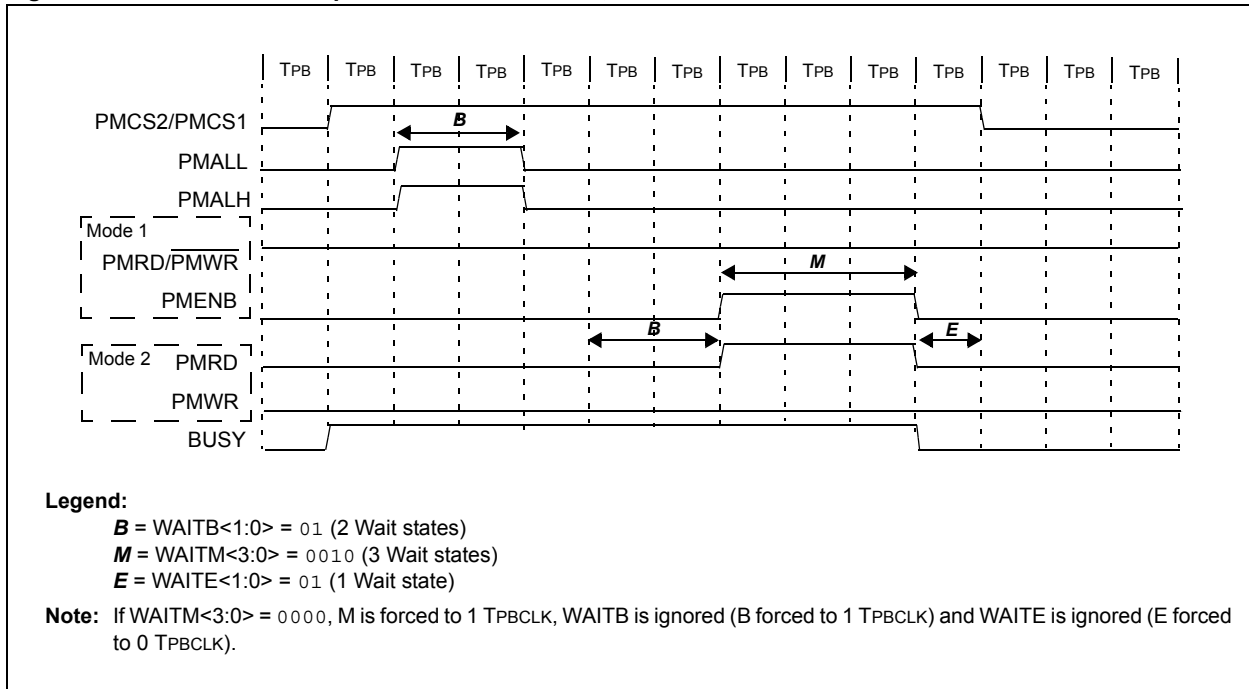 TPB TPB TPB TPB TPB TPB TPB TPB TPB TPB TPB TPB TPB TPB
PMCS2/PMCS1
B
PMALL
PMALH
Mode 1
PMRD/PMWR
M
PMENB
B
E
Mode 2 PMRD
PMWR
BUSY
Legend:
B = WAITB<1:0> = 01 (2 Wait states)
M = WAITM<3:0> = 0010 (3 Wait states)
E = WAITE<1:0> = 01 (1 Wait state)
Note: If WAITM<3:0> = 0000, M is forced to 1 TPBCLK, WAITB is ignored (B forced to 1 TPBCLK) and WAITE is ignored (E forced
to 0 TPBCLK).